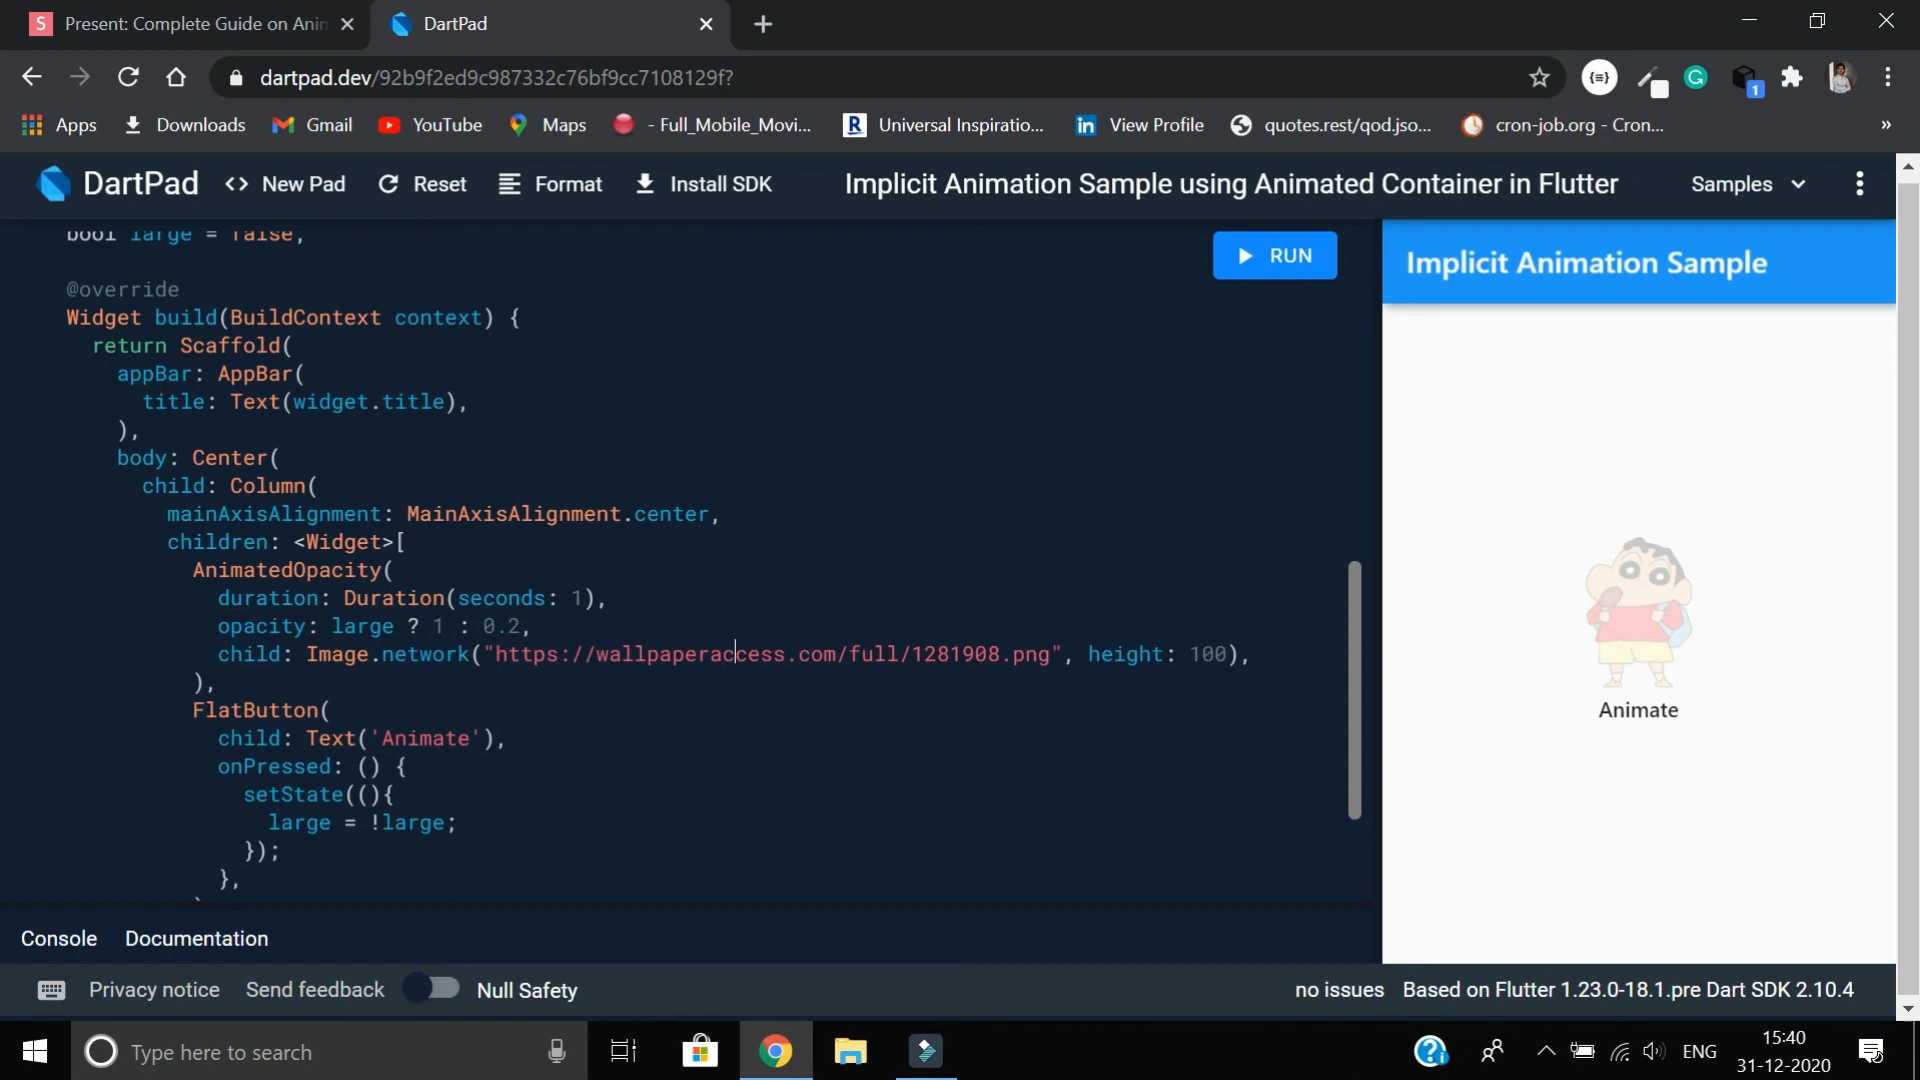 S Present: Complete Guide on Anim
DartPad
dartpad.dev/92b9f2ed9c987332c76bf9cc7108129f?
Apps
Downloads
Gmail
YouTube
Maps
- Full_Mobile_Movi...
R Universal Inspiratio...
in View Profile
quotes.rest/qod.jso...
cron-job.org - Cron...
»
1
DartPad
<> New Pad
Reset
Format
Install SDK
Implicit Animation Sample using Animated Container in Flutter
Samples
bool large = false;
RUN
@override
Widget build(BuildContext context) {
return Scaffold(
appBar: AppBar(
title: Text(widget.title),
),
body: Center(
child: Column(
mainAxisAlignment: MainAxisAlignment.center,
children: <Widget>[
AnimatedOpacity(
duration: Duration(seconds: 1),
opacity: large ? 1 : 0.2,
child: Image.network("https://wallpaperaccess.com/full/1281908.png", height: 100),
),
FlatButton(
child: Text('Animate'),
onPressed: () {
setState((){
large = !large;
});
},
Implicit Animation Sample
Animate
Console
Documentation
Privacy notice
Send feedback
Null Safety
no issues
Based on Flutter 1.23.0-18.1.pre Dart SDK 2.10.4
Type here to search
ENG
15:40
31-12-2020